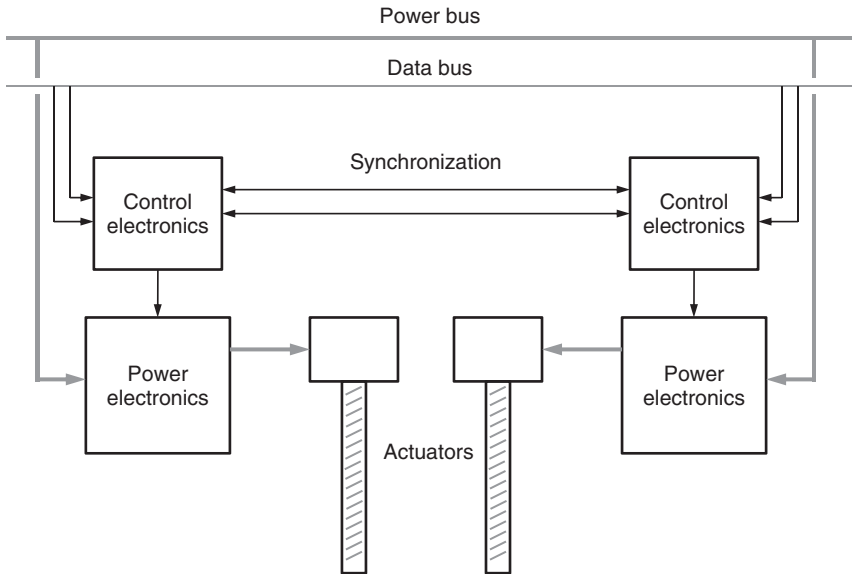 Power bus
Data bus
Synchronization
Control
electronics
Control
electronics
Power
electronics
Actuators
Power
electronics